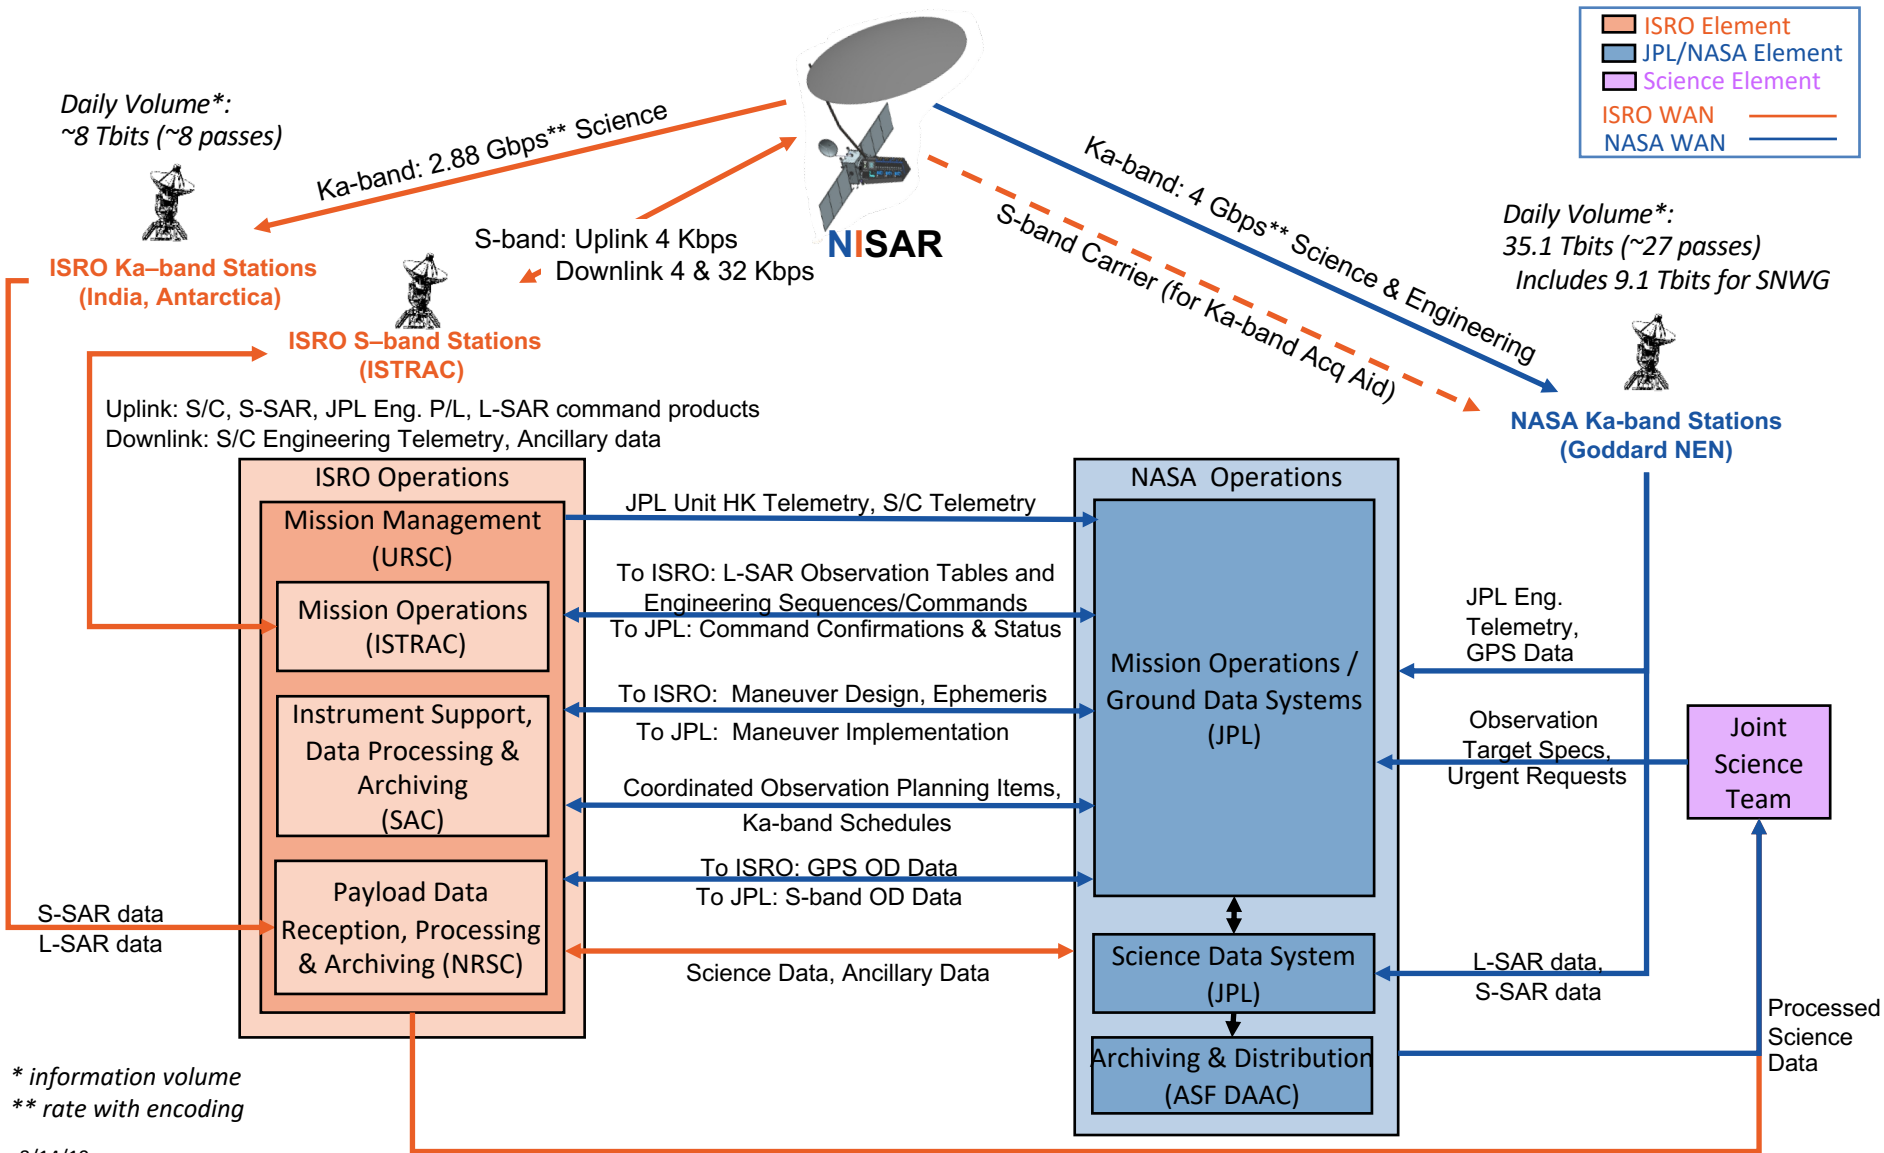 ISRO Element
JPL/NASA Element
Science Element
ISRO WAN
NASA WAN
Daily Volume*:
~8 Tbits (~8 passes)
Ka-band: 2.88 Gbps** Science
NISAR
Ka-band: 4 Gbps** Science & Engineering
S-band Carrier (for Ka-band Acq Aid)
Daily Volume*:
35.1 Tbits (~27 passes)
Includes 9.1 Tbits for SNWG
S-band: Uplink 4 Kbps
Downlink 4 & 32 Kbps
ISRO Ka–band Stations
(India, Antarctica)
ISRO S–band Stations
(ISTRAC)
NASA Ka-band Stations
(Goddard NEN)
Uplink: S/C, S-SAR, JPL Eng. P/L, L-SAR command products
Downlink: S/C Engineering Telemetry, Ancillary data
ISRO Operations
Mission Management
(URSC)
Mission Operations
(ISTRAC)
Instrument Support,
Data Processing &
Archiving
(SAC)
Payload Data
Reception, Processing
& Archiving (NRSC)
S-SAR data
L-SAR data
JPL Unit HK Telemetry, S/C Telemetry
To ISRO: L-SAR Observation Tables and
Engineering Sequences/Commands
To JPL: Command Confirmations & Status
To ISRO: Maneuver Design, Ephemeris
To JPL: Maneuver Implementation
Coordinated Observation Planning Items,
Ka-band Schedules
To ISRO: GPS OD Data
To JPL: S-band OD Data
Science Data, Ancillary Data
NASA Operations
Mission Operations /
Ground Data Systems
(JPL)
Science Data System
(JPL)
Archiving & Distribution
(ASF DAAC)
JPL Eng.
Telemetry,
GPS Data
Observation
Target Specs,
Urgent Requests
Joint
Science
Team
L-SAR data,
S-SAR data
Processed
Science
Data
* information volume
** rate with encoding